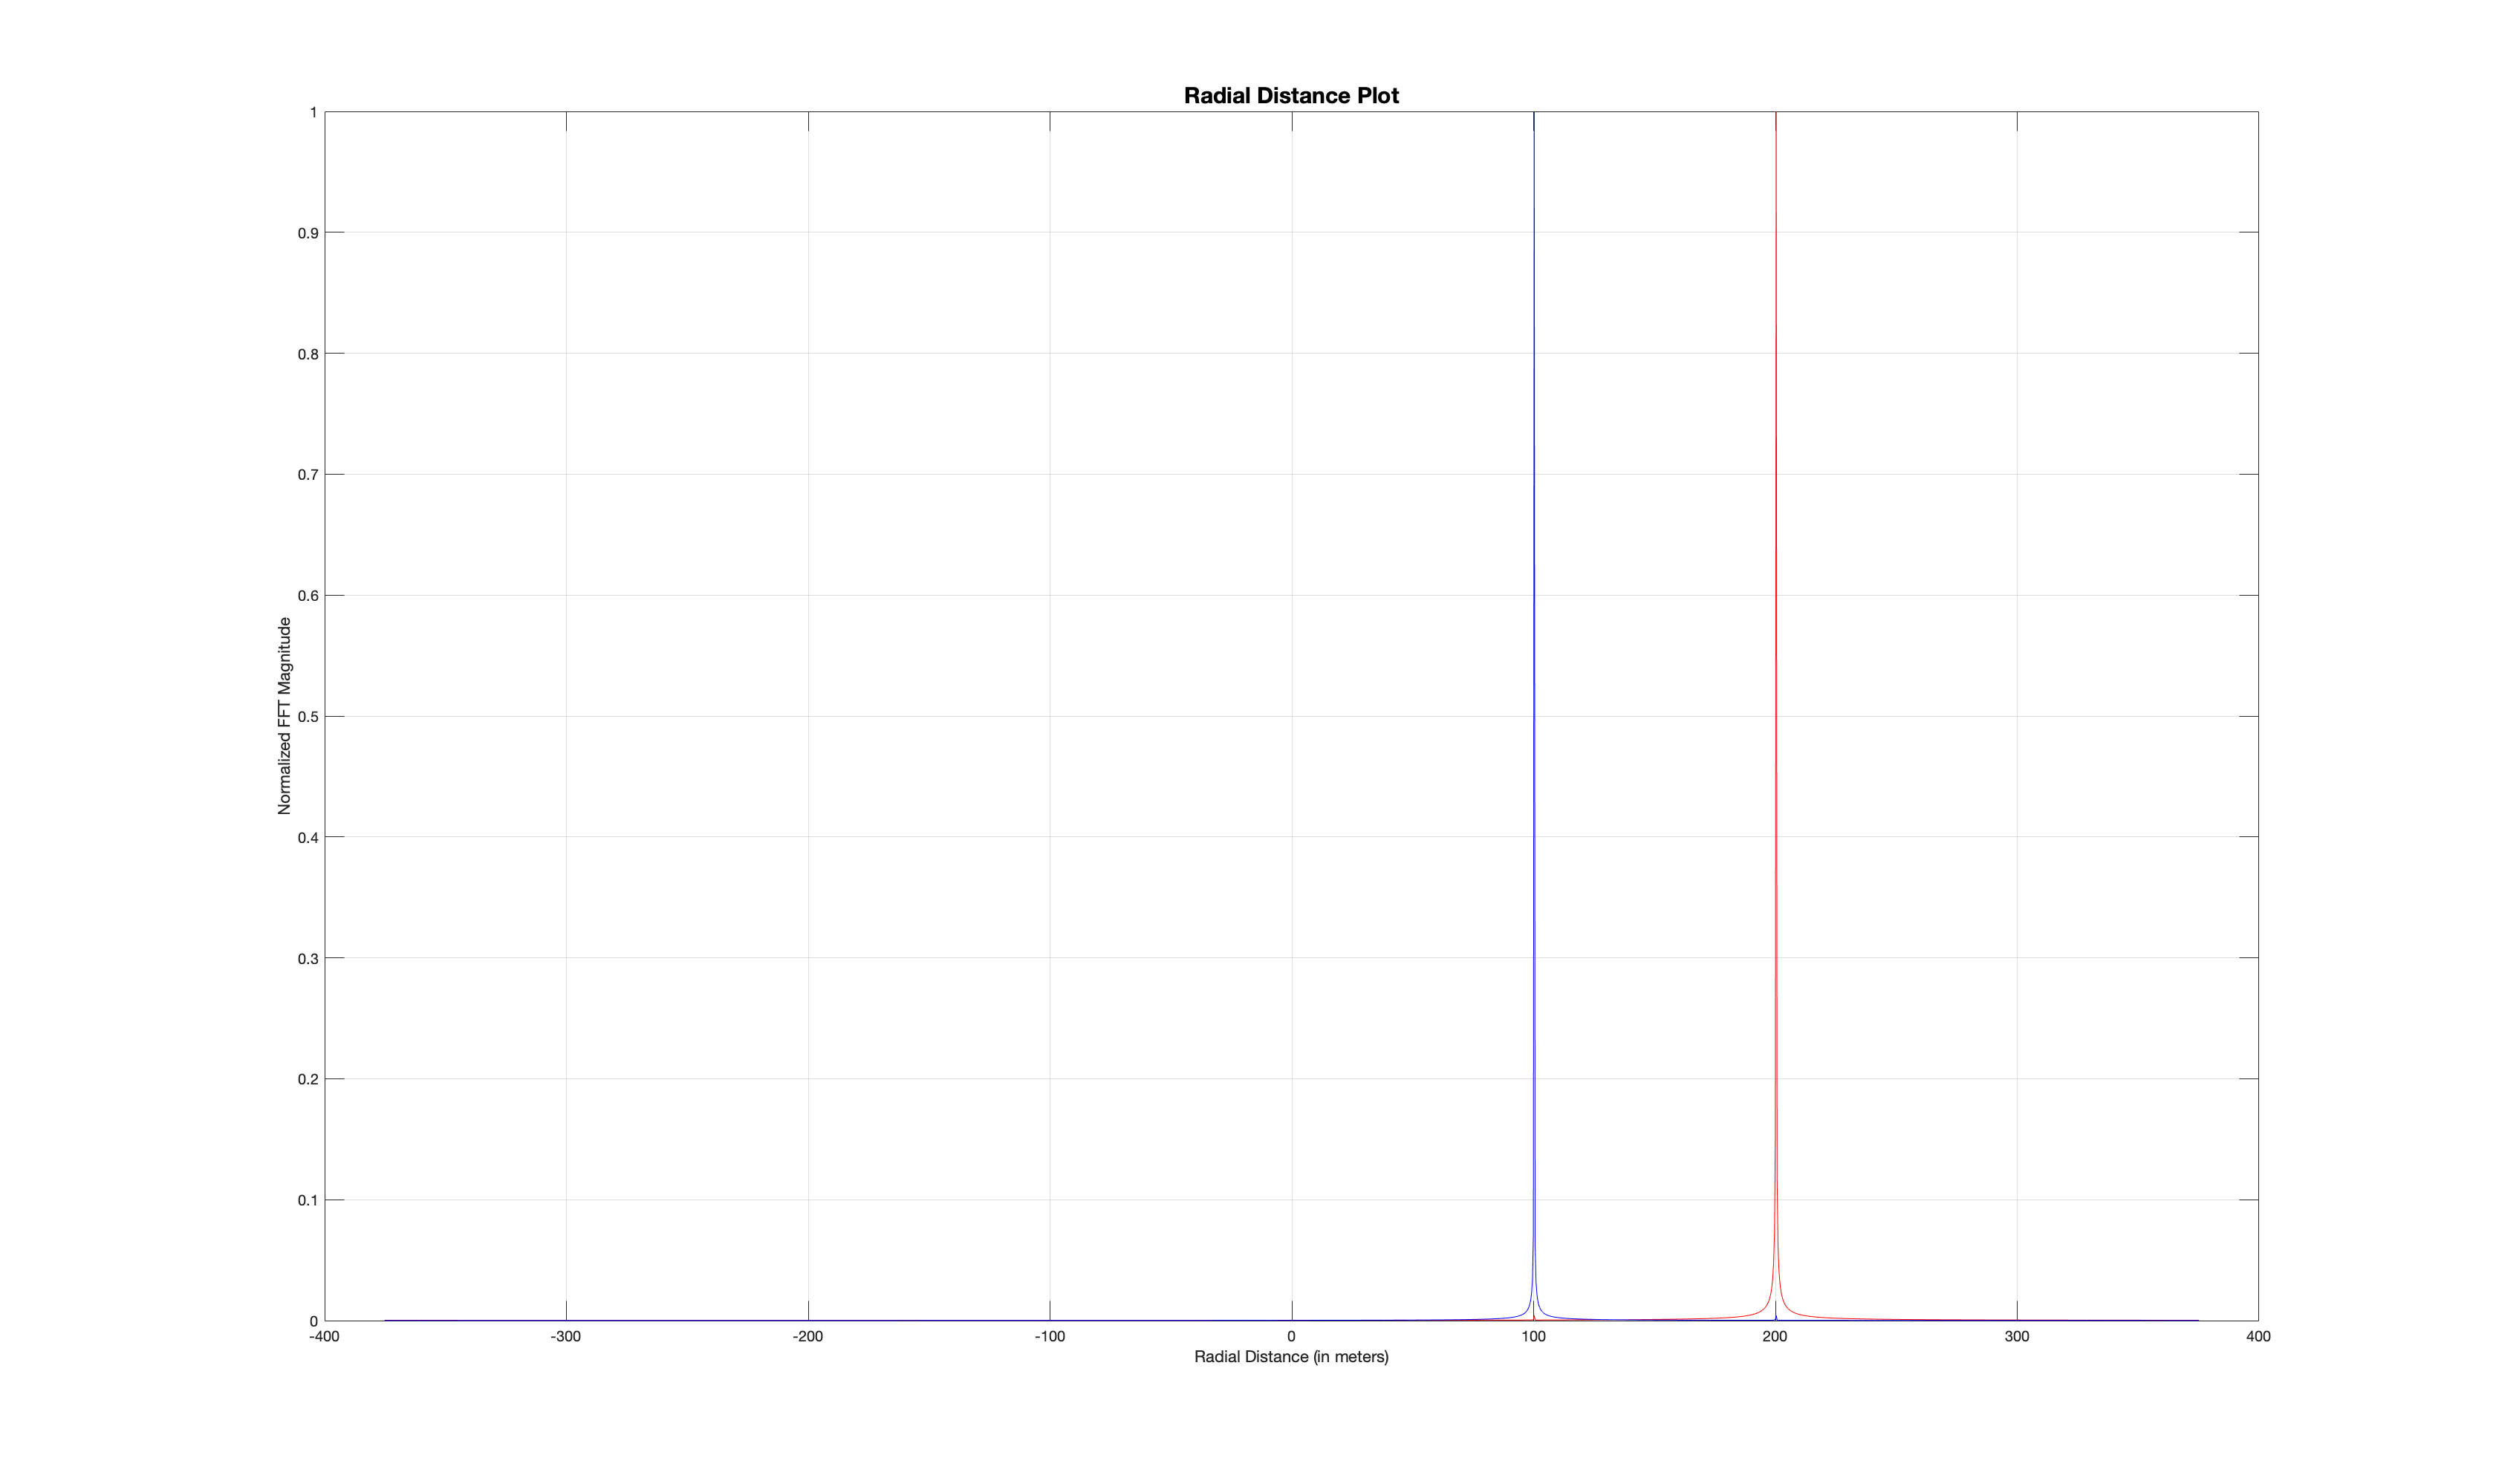 Radial Distance Plot
1
0.9
0.8
0.7
0.6
0.5
0.4
0.3
0.2
0.1
0
Normalized FFT Magnitude
-400 -300 -200 -100 0 100 200 300 400
Radial Distance (in meters)